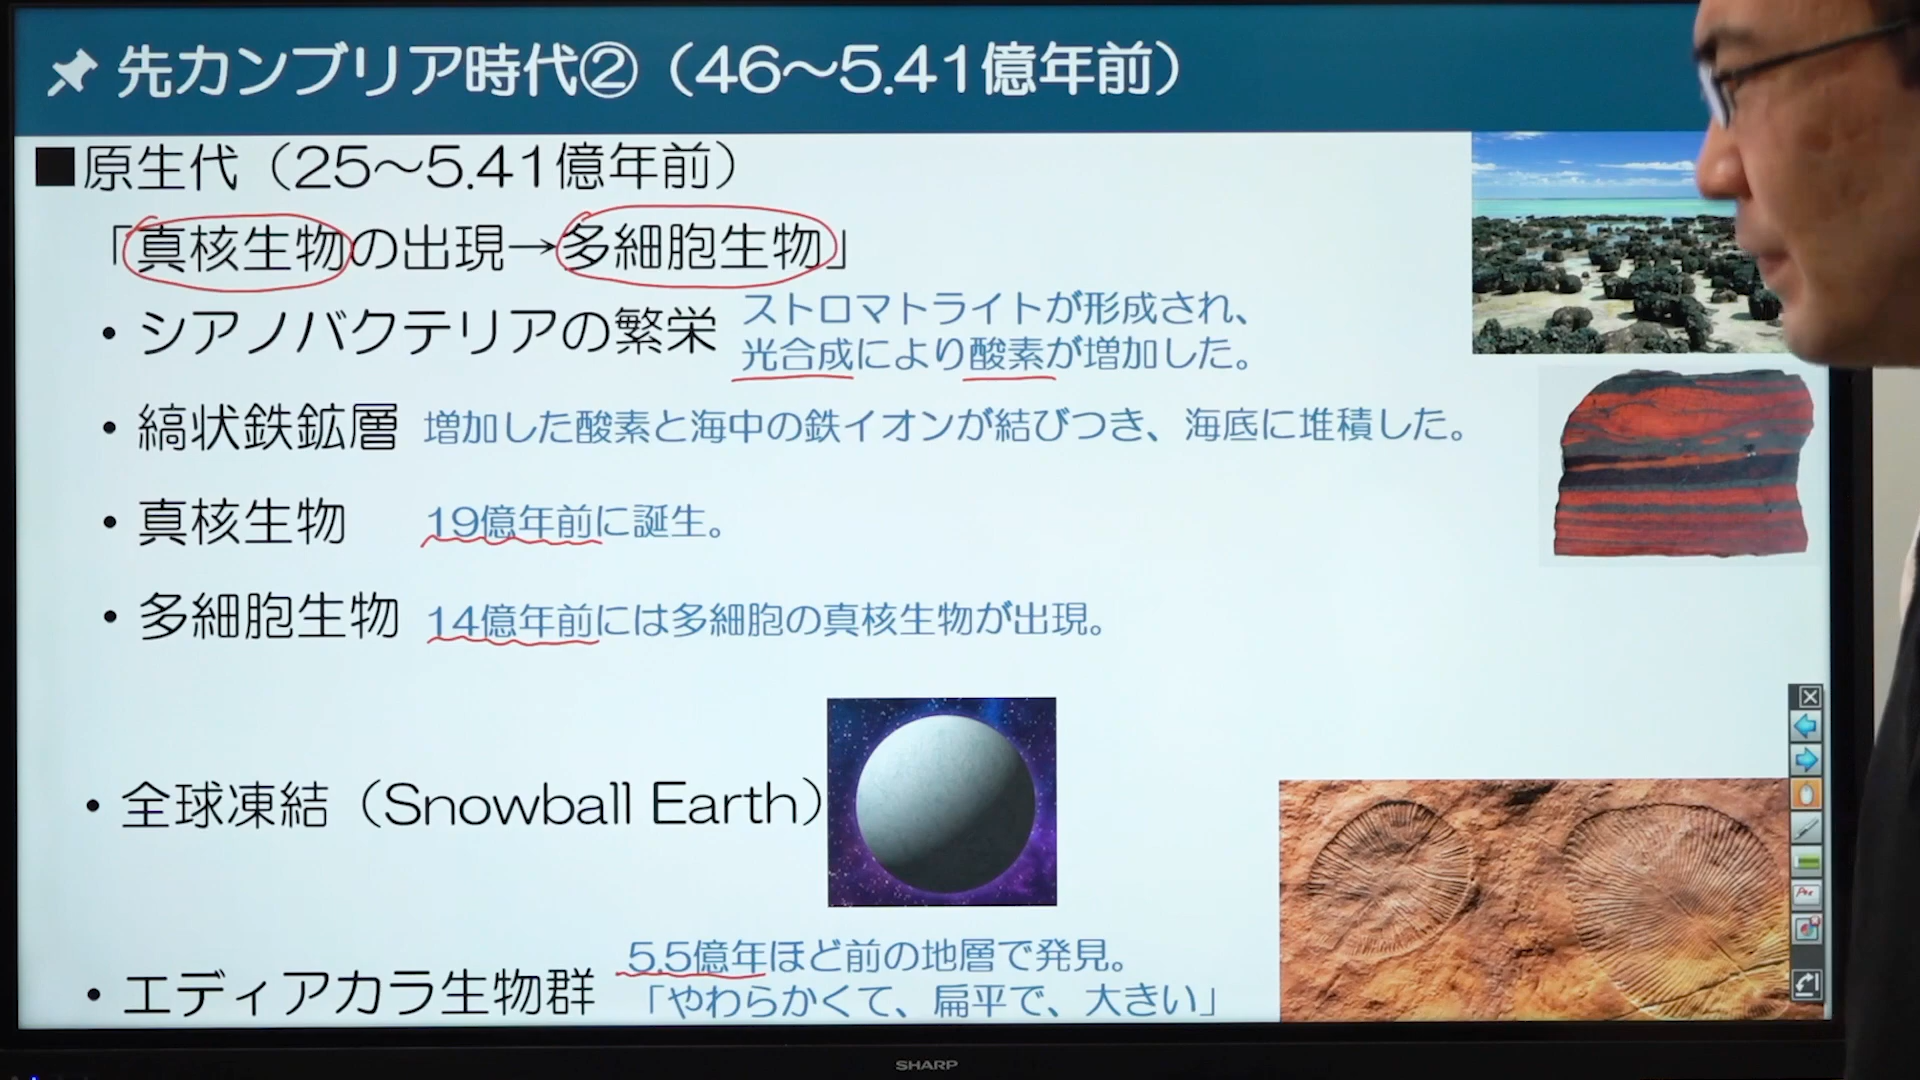 先カンブリア時代②（46～5.41億年前）
■原生代（25～5.41億年前）
「真核生物の出現→多細胞生物」
・シアノバクテリアの繁栄
ストロマトライトが形成され、
光合成により酸素が増加した。
・縞状鉄鉱層 増加した酸素と海中の鉄イオンが結びつき、海底に堆積した。
・真核生物 19億年前に誕生。
・多細胞生物 14億年前には多細胞の真核生物が出現。
・全球凍結（Snowball Earth）
・エディアカラ生物群
5.5億年ほど前の地層で発見。
「やわらかくて、扁平で、大きい」
SHARP